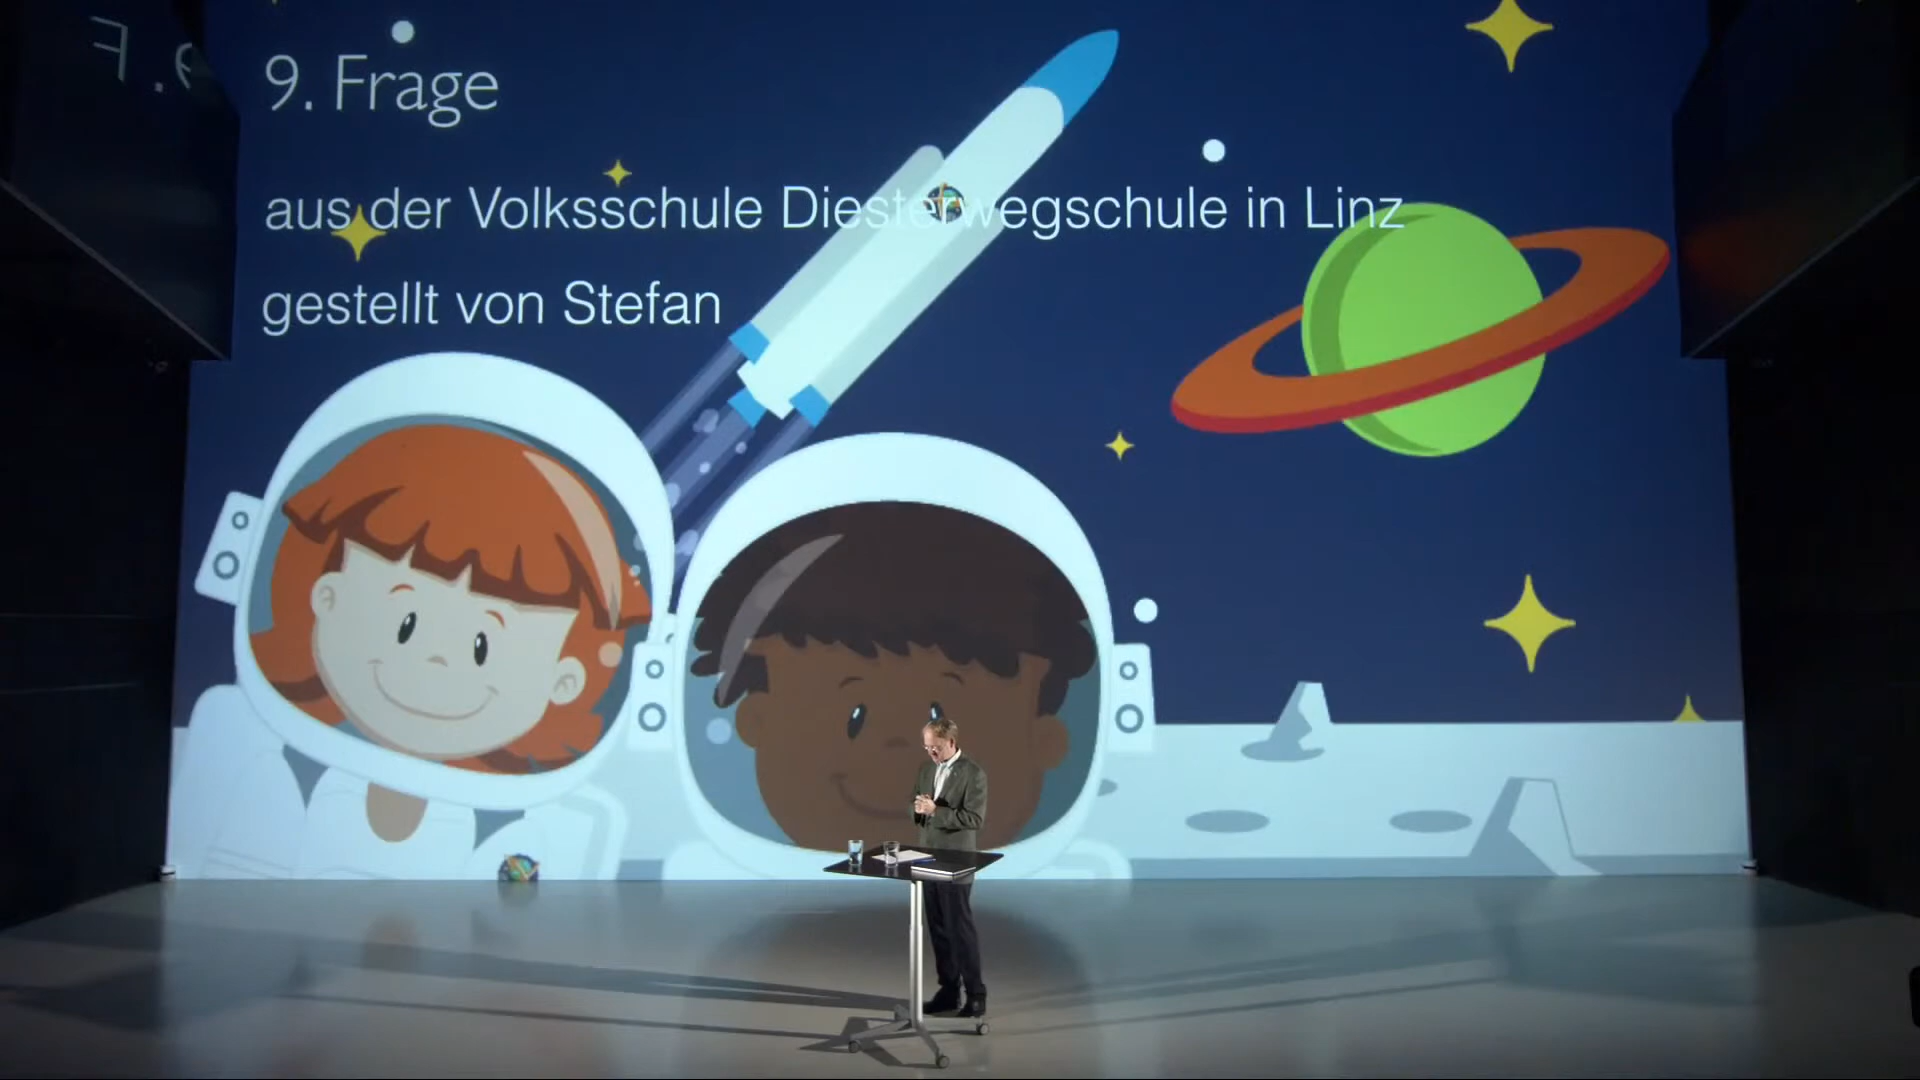 9. Frage
aus der Volksschule Diesterwegschule in Linz
gestellt von Stefan